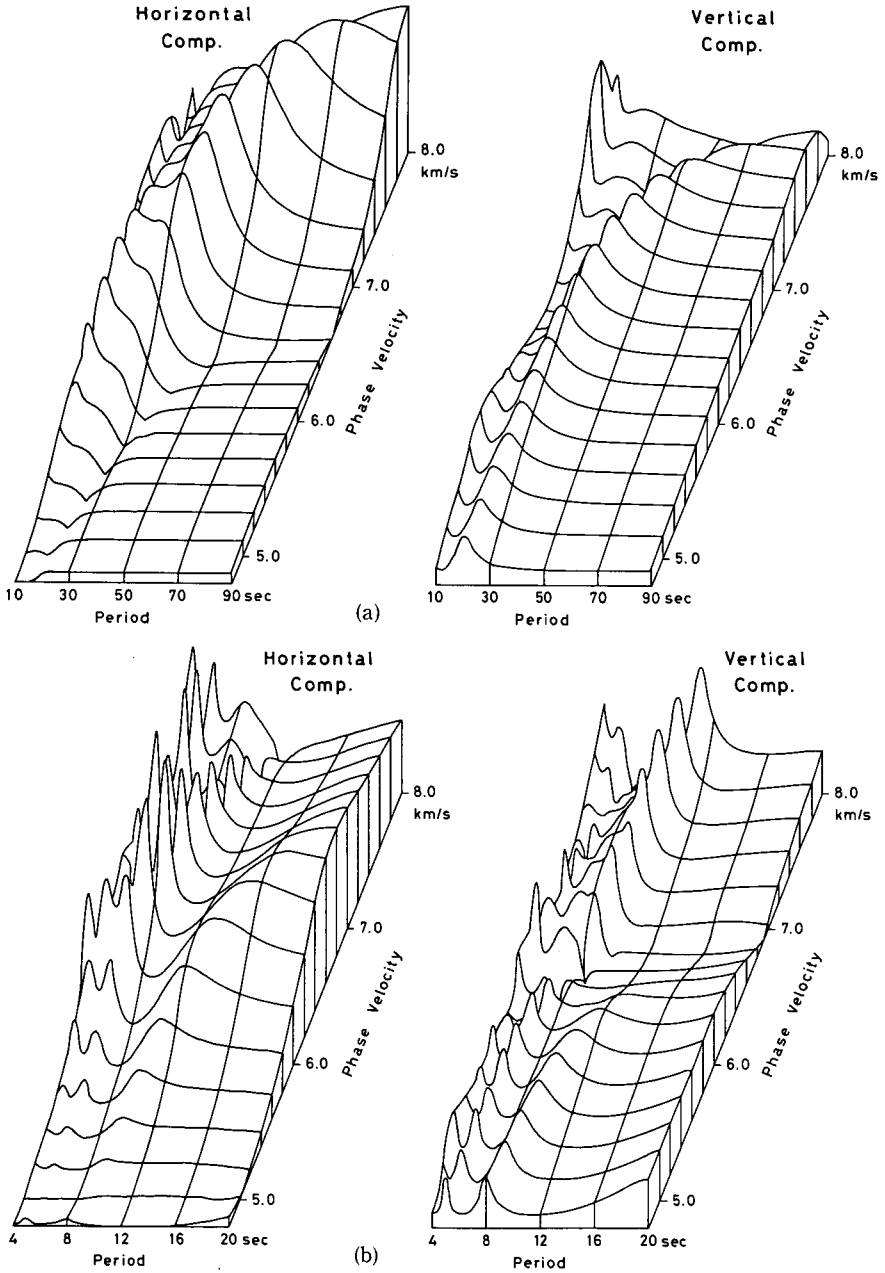 Horizontal
Comp.
8.0
km/s
7.0
6.0
5.0
Phase Velocity
10 30 50 70 90 sec
Period
Vertical
Comp.
8.0
km/s
7.0
6.0
5.0
Phase Velocity
10 30 50 70 90 sec
Period
(a)
Horizontal
Comp.
8.0
km/s
7.0
6.0
5.0
Phase Velocity
4 8 12 16 20 sec
Period
Vertical
Comp.
8.0
km/s
7.0
6.0
5.0
Phase Velocity
4 8 12 16 20 sec
Period
(b)